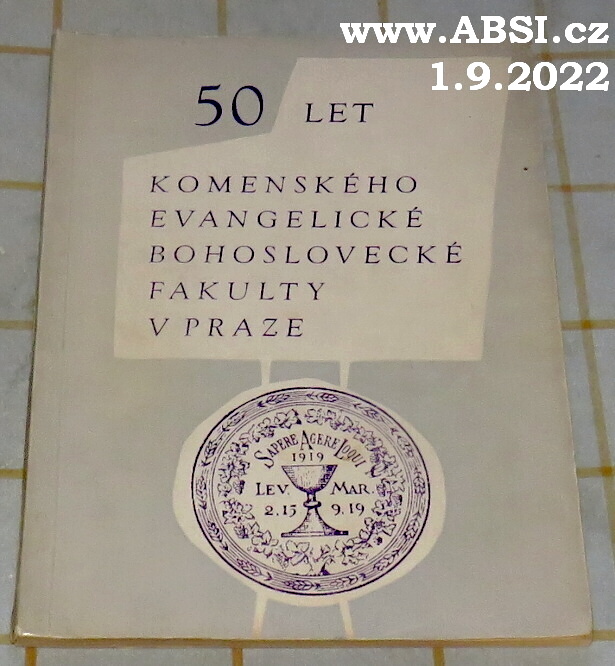 www.ABSI.cz
1.9.2022
50 LET
KOMENSKÉHO
EVANGELICKÉ
BOHOSLOVECKÉ
FAKULTY
V PRAZE
SAPERE AGERE LOQUI
1919
LEV. MAR.
2.15 9.19